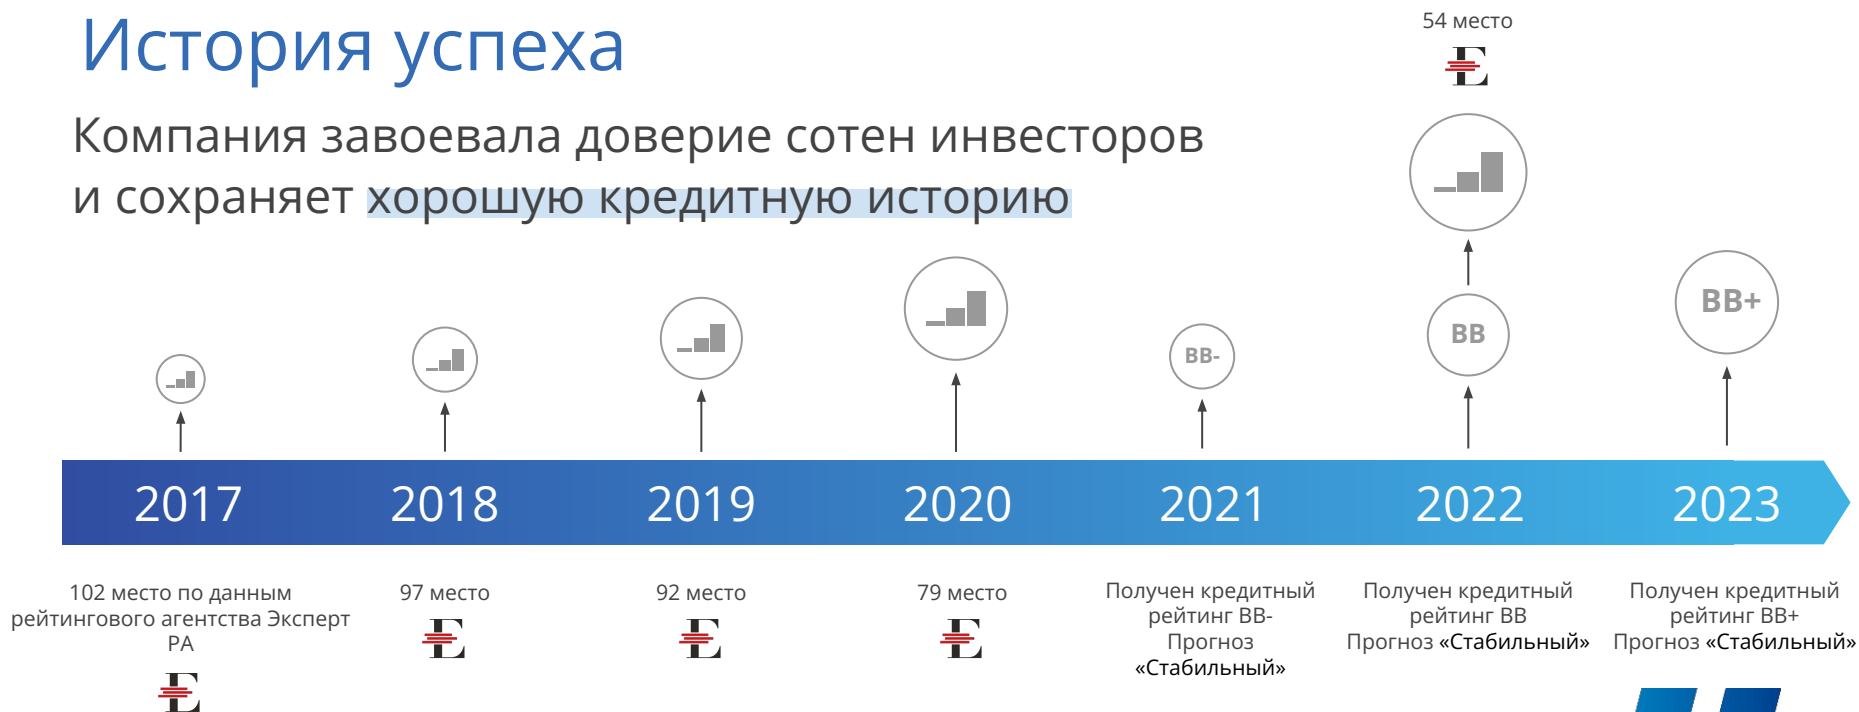 История успеха
Компания завоевала доверие сотен инвесторов
и сохраняет хорошую кредитную историю
54 место
BB-
BB
BB+
2017
2018
2019
2020
2021
2022
2023
102 место по данным
рейтингового агентства Эксперт
РА
97 место
92 место
79 место
Получен кредитный
рейтинг BB-
Прогноз
«Стабильный»
Получен кредитный
рейтинг BB
Прогноз «Стабильный»
Получен кредитный
рейтинг BB+
Прогноз «Стабильный»